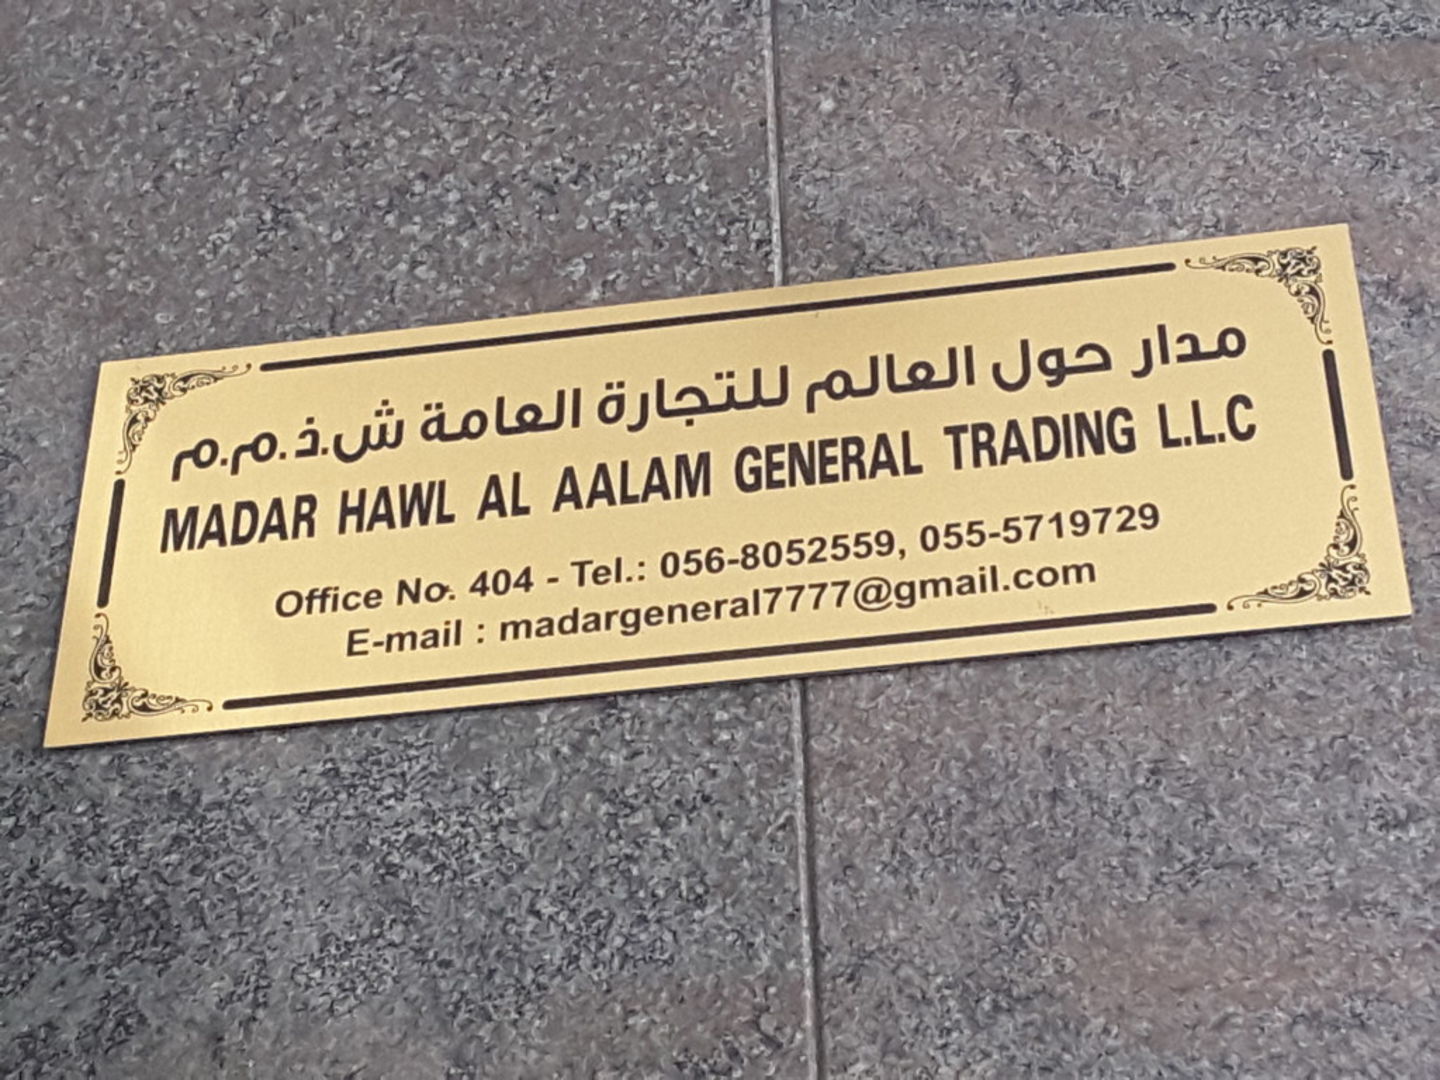 مدار حول العالم للتجارة العامة ش.ذ.م.م
MADAR HAWL AL AALAM GENERAL TRADING L.L.C
Office No. 404 - Tel.: 056-8052559, 055-5719729
E-mail : madargeneral7777@gmail.com